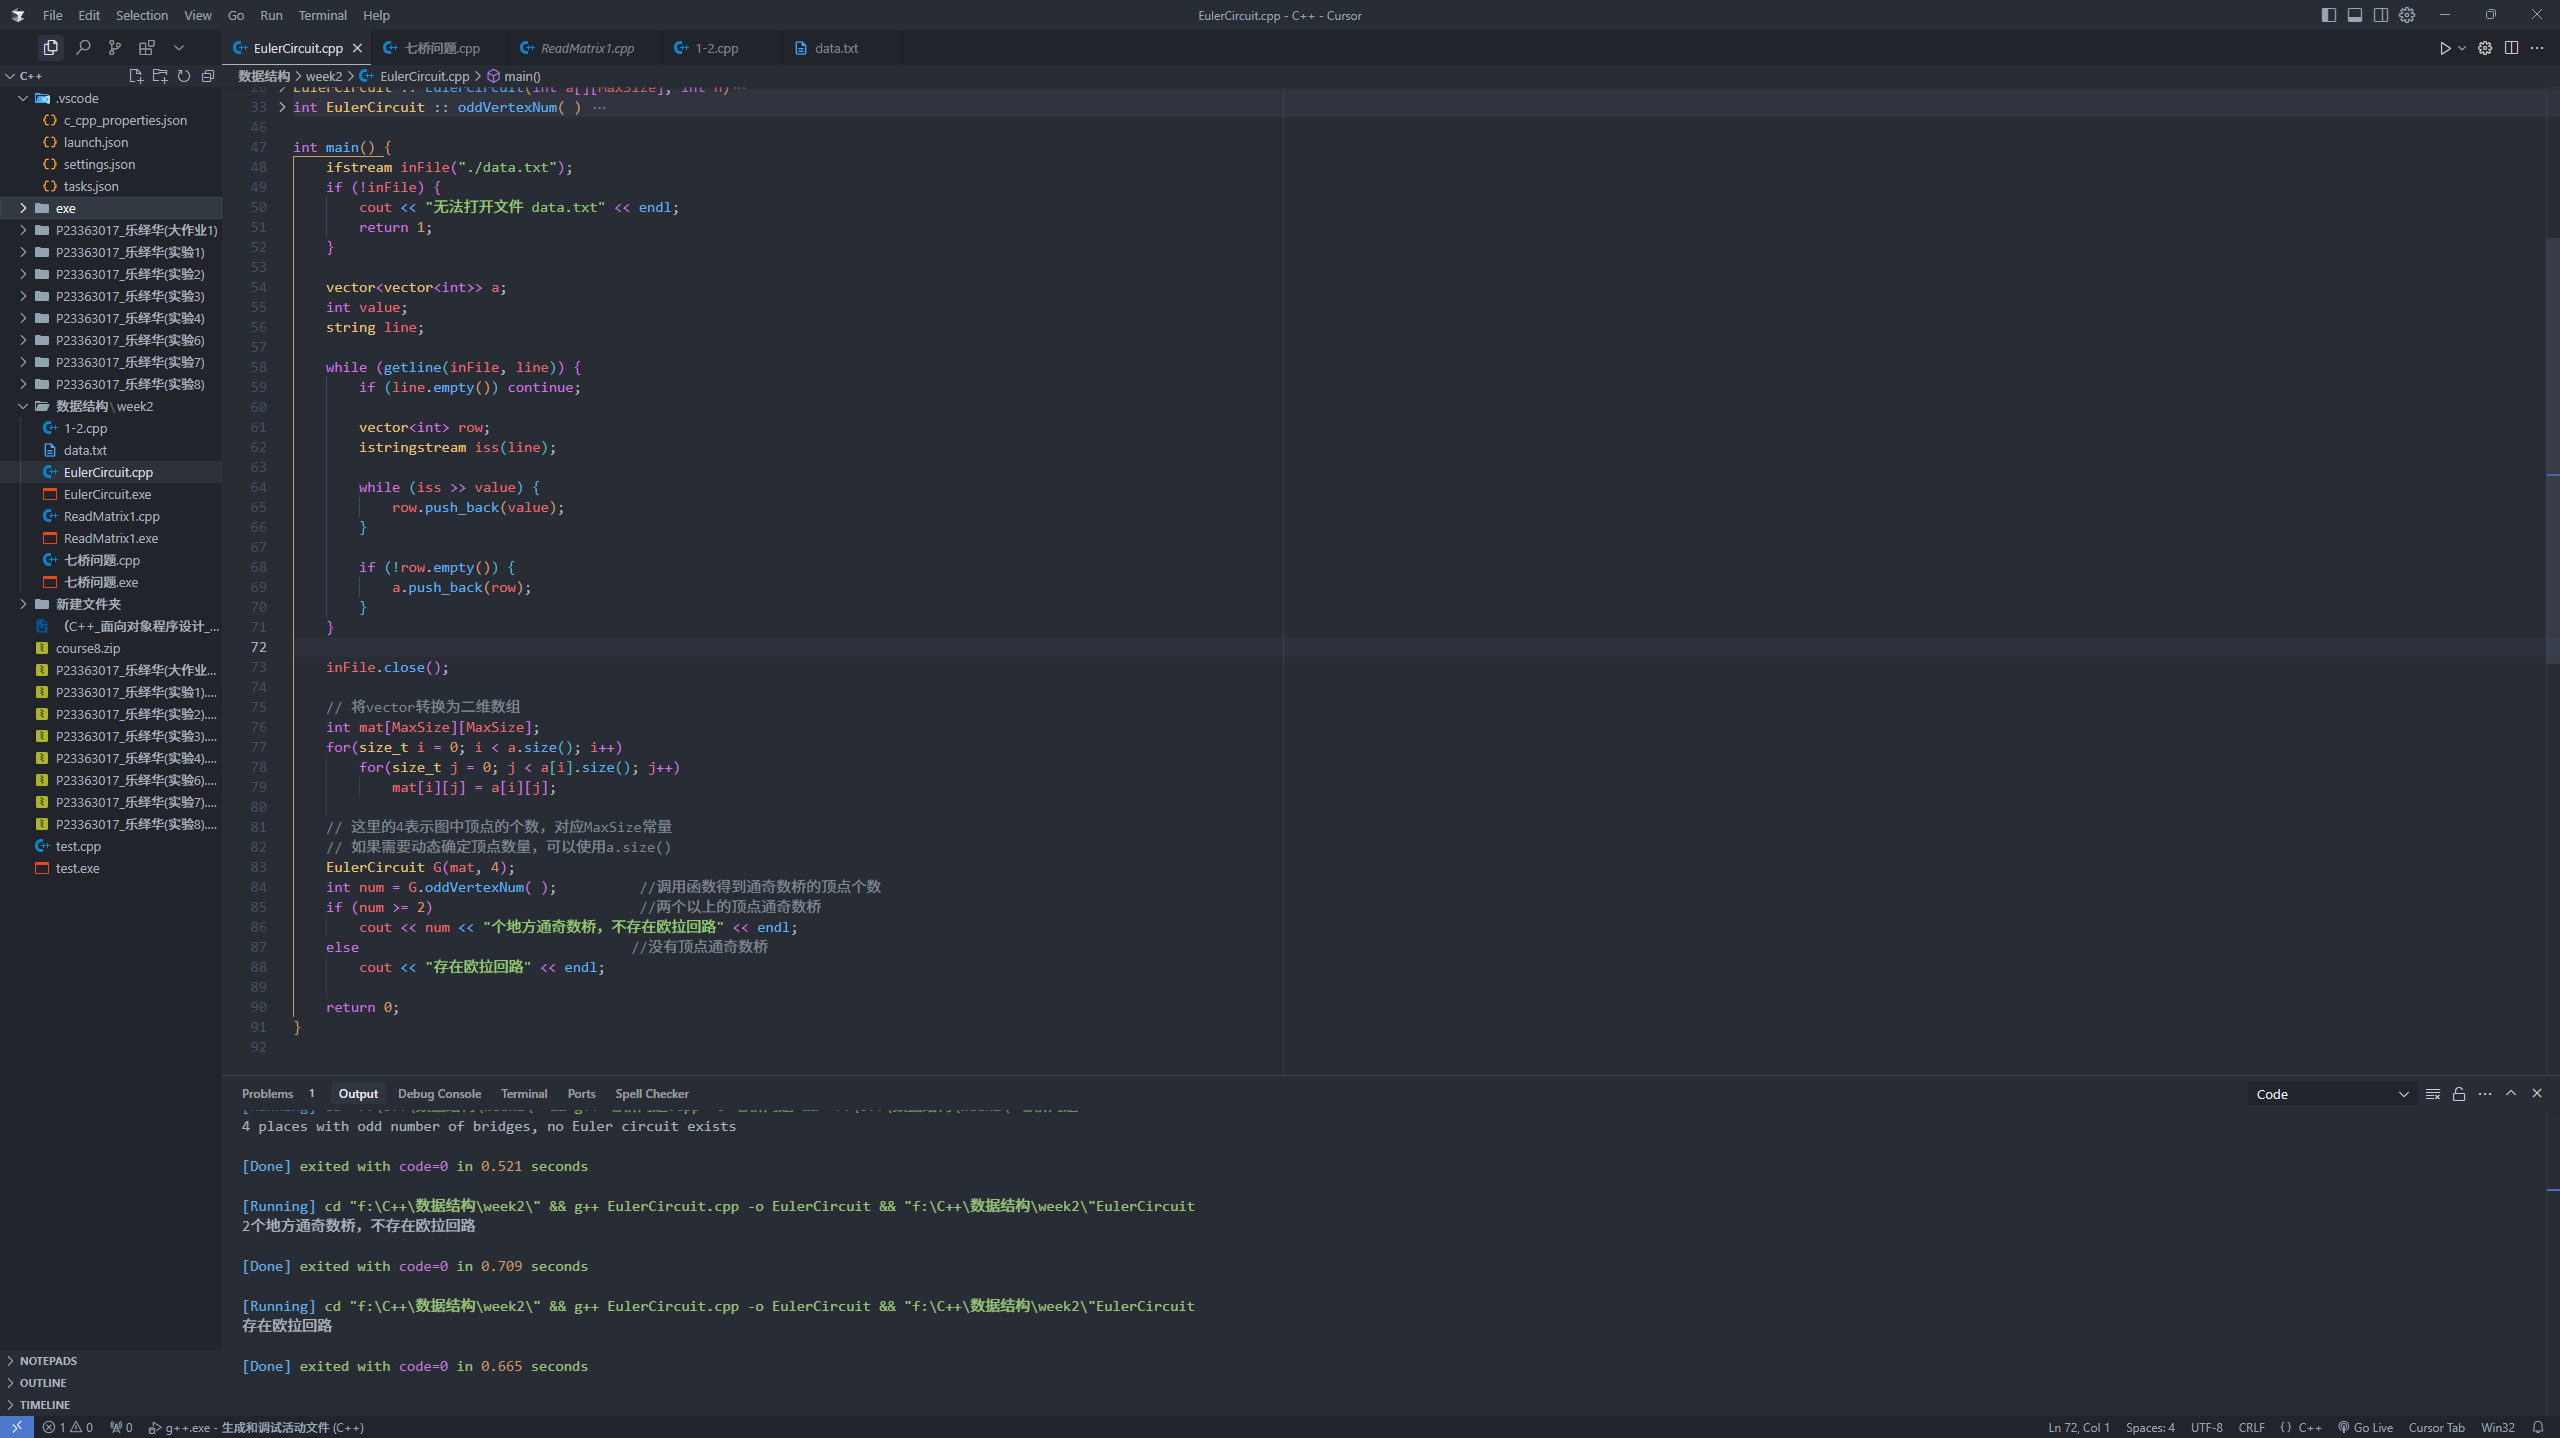 File Edit Selection View Go Run Terminal Help
EulerCircuit.cpp - C++ - Cursor
EulerCircuit.cpp
七桥问题.cpp
ReadMatrix1.cpp
1-2.cpp
data.txt
C++
数据结构 > week2 > EulerCircuit.cpp > main()
.vscode
c_cpp_properties.json
launch.json
settings.json
tasks.json
exe
P23363017_乐绎华(大作业1)
P23363017_乐绎华(实验1)
P23363017_乐绎华(实验2)
P23363017_乐绎华(实验3)
P23363017_乐绎华(实验4)
P23363017_乐绎华(实验6)
P23363017_乐绎华(实验7)
P23363017_乐绎华(实验8)
数据结构\week2
1-2.cpp
data.txt
EulerCircuit.cpp
EulerCircuit.exe
ReadMatrix1.cpp
ReadMatrix1.exe
七桥问题.cpp
七桥问题.exe
新建文件夹
(C++_面向对象程序设计_...
course8.zip
P23363017_乐绎华(大作业...
P23363017_乐绎华(实验1)....
P23363017_乐绎华(实验2)....
P23363017_乐绎华(实验3)....
P23363017_乐绎华(实验4)....
P23363017_乐绎华(实验6)....
P23363017_乐绎华(实验7)....
P23363017_乐绎华(实验8)....
test.cpp
test.exe
NOTEPADS
OUTLINE
TIMELINE
26 EulerCircuit :: EulerCircuit(int a[][MaxSize], int n) ...
33 int EulerCircuit :: oddVertexNum( ) ...
46
47 int main() {
48 ifstream inFile("./data.txt");
49 if (!inFile) {
50 cout << "无法打开文件 data.txt" << endl;
51 return 1;
52 }
53
54 vector<vector<int>> a;
55 int value;
56 string line;
57
58 while (getline(inFile, line)) {
59 if (line.empty()) continue;
60
61 vector<int> row;
62 istringstream iss(line);
63
64 while (iss >> value) {
65 row.push_back(value);
66 }
67
68 if (!row.empty()) {
69 a.push_back(row);
70 }
71 }
72
73 inFile.close();
74
75 // 将vector转换为二维数组
76 int mat[MaxSize][MaxSize];
77 for(size_t i = 0; i < a.size(); i++)
78 for(size_t j = 0; j < a[i].size(); j++)
79 mat[i][j] = a[i][j];
80
81 // 这里的4表示图中顶点的个数，对应MaxSize常量
82 // 如果需要动态确定顶点数量，可以使用a.size()
83 EulerCircuit G(mat, 4);
84 int num = G.oddVertexNum( ); //调用函数得到通奇数桥的顶点个数
85 if (num >= 2) //两个以上的顶点通奇数桥
86 cout << num << "个地方通奇数桥，不存在欧拉回路" << endl;
87 else //没有顶点通奇数桥
88 cout << "存在欧拉回路" << endl;
89
90 return 0;
91 }
92
Problems 1 Output Debug Console Terminal Ports Spell Checker
Code
4 places with odd number of bridges, no Euler circuit exists
[Done] exited with code=0 in 0.521 seconds
[Running] cd "f:\C++\数据结构\week2\" && g++ EulerCircuit.cpp -o EulerCircuit && "f:\C++\数据结构\week2\"EulerCircuit
2个地方通奇数桥，不存在欧拉回路
[Done] exited with code=0 in 0.709 seconds
[Running] cd "f:\C++\数据结构\week2\" && g++ EulerCircuit.cpp -o EulerCircuit && "f:\C++\数据结构\week2\"EulerCircuit
存在欧拉回路
[Done] exited with code=0 in 0.665 seconds
1 0 0 g++.exe - 生成和调试活动文件 (C++)
Ln 72, Col 1 Spaces: 4 UTF-8 CRLF {} C++ Go Live Cursor Tab Win32